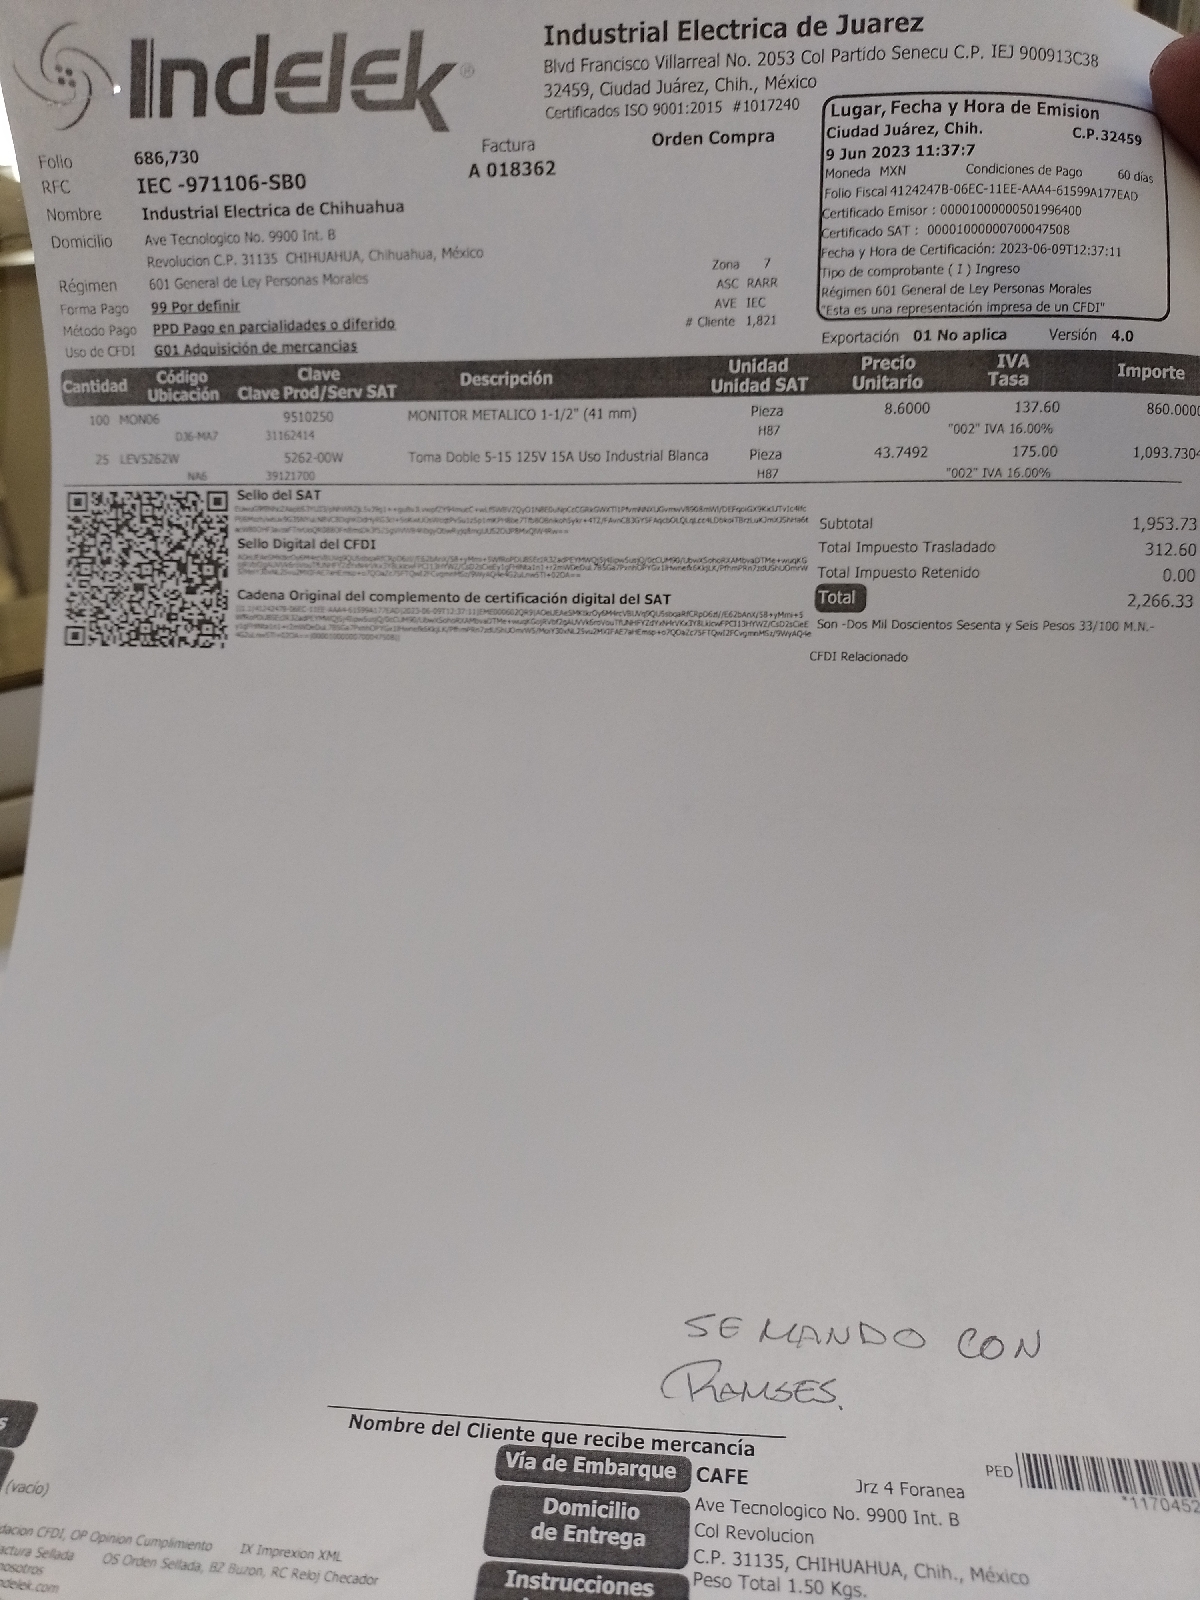 Indelek®
Industrial Electrica de Juarez
Blvd Francisco Villarreal No. 2053 Col Partido Senecu C.P. IEJ 900913C38
32459, Ciudad Juárez, Chih., México
Certificados ISO 9001:2015 #1017240
Folio 686,730
Factura
A 018362
Orden Compra
RFC IEC -971106-SB0
Nombre Industrial Electrica de Chihuahua
Domicilio Ave Tecnologico No. 9900 Int. B
Revolucion C.P. 31135 CHIHUAHUA, Chihuahua, México
Régimen 601 General de Ley Personas Morales
Forma Pago 99 Por definir
Método Pago PPD Pago en parcialidades o diferido
Uso de CFDI G01 Adquisición de mercancias
Zona 7
ASC RARR
AVE IEC
# Cliente 1,821
Lugar, Fecha y Hora de Emision
Ciudad Juárez, Chih. C.P.32459
9 Jun 2023 11:37:7
Moneda MXN Condiciones de Pago 60 días
Folio Fiscal 4124247B-06EC-11EE-AAA4-61599A177EAD
Certificado Emisor : 00001000000501996400
Certificado SAT : 00001000000700047508
Fecha y Hora de Certificación: 2023-06-09T12:37:11
Tipo de comprobante ( I ) Ingreso
Régimen 601 General de Ley Personas Morales
"Esta es una representación impresa de un CFDI"
Exportación 01 No aplica Versión 4.0
Cantidad Código Ubicación Clave Clave Prod/Serv SAT Descripción Unidad Unidad SAT Precio Unitario IVA Tasa Importe
100 MON06 9510250 MONITOR METALICO 1-1/2" (41 mm) Pieza 8.6000 137.60 860.0000
D36-MA7 31162414 H87 "002" IVA 16.00%
25 LEV5262W 5262-00W Toma Doble 5-15 125V 15A Uso Industrial Blanca Pieza 43.7492 175.00 1,093.7304
NA6 39121700 H87 "002" IVA 16.00%
Sello del SAT
Sello Digital del CFDI
Cadena Original del complemento de certificación digital del SAT
Subtotal 1,953.73
Total Impuesto Trasladado 312.60
Total Impuesto Retenido 0.00
Total 2,266.33
Son -Dos Mil Doscientos Sesenta y Seis Pesos 33/100 M.N.-
CFDI Relacionado
SE MANDO CON
RAMSES.
Nombre del Cliente que recibe mercancía
Vía de Embarque CAFE Jrz 4 Foranea
PED
*1170452
Domicilio de Entrega
Ave Tecnologico No. 9900 Int. B
Col Revolucion
C.P. 31135, CHIHUAHUA, Chih., México
Instrucciones Peso Total 1.50 Kgs.
(vacio)
dacion CFDI, OP Opinion Cumplimiento IX Imprexion XML
actura Sellada OS Orden Sellada, BZ Buzon, RC Reloj Checador
nosotros
ndelek.com